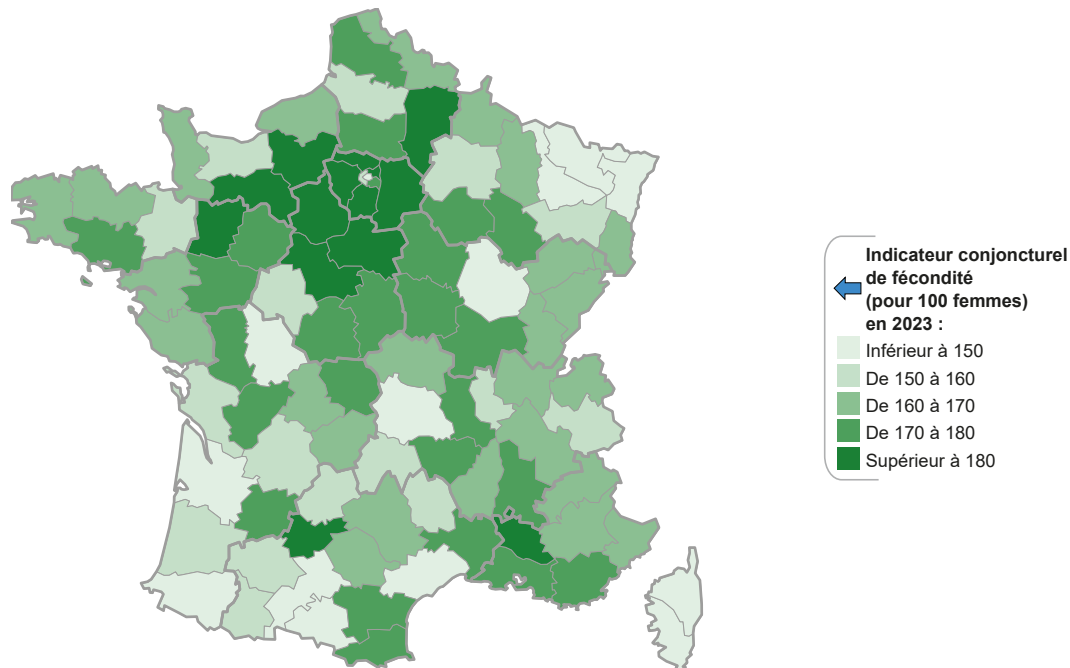 Indicateur conjoncturel
de fécondité
(pour 100 femmes)
en 2023 :
Inférieur à 150
De 150 à 160
De 160 à 170
De 170 à 180
Supérieur à 180